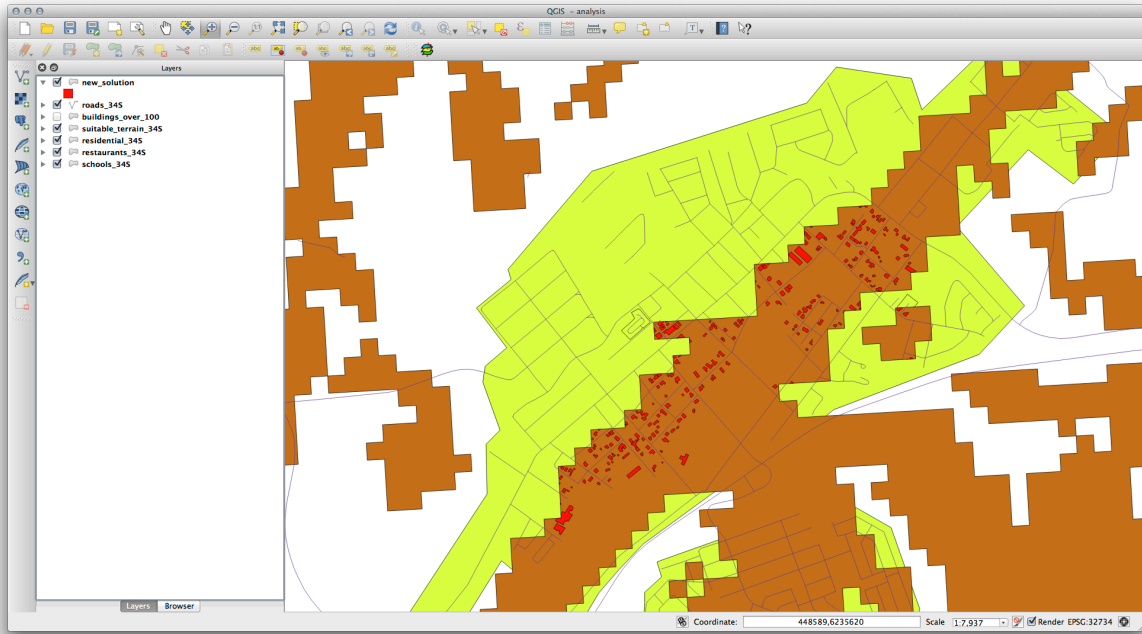 QGIS - analysis
Layers
new_solution
roads_34S
buildings_over_100
suitable_terrain_34S
residential_34S
restaurants_34S
schools_34S
Layers Browser
Coordinate: 448589,6235620 Scale 1:7,937 Render EPSG:32734